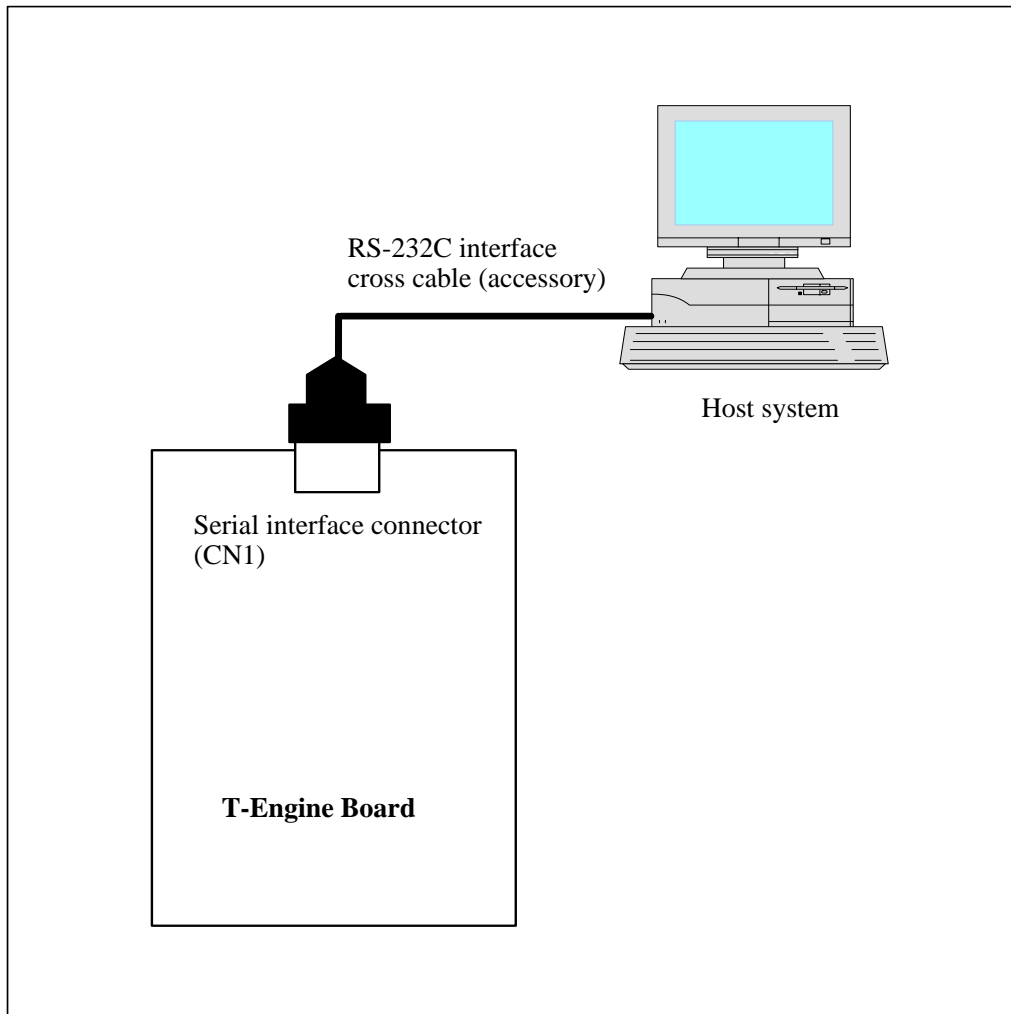 RS-232C interface
cross cable (accessory)
Host system
Serial interface connector
(CN1)
T-Engine Board